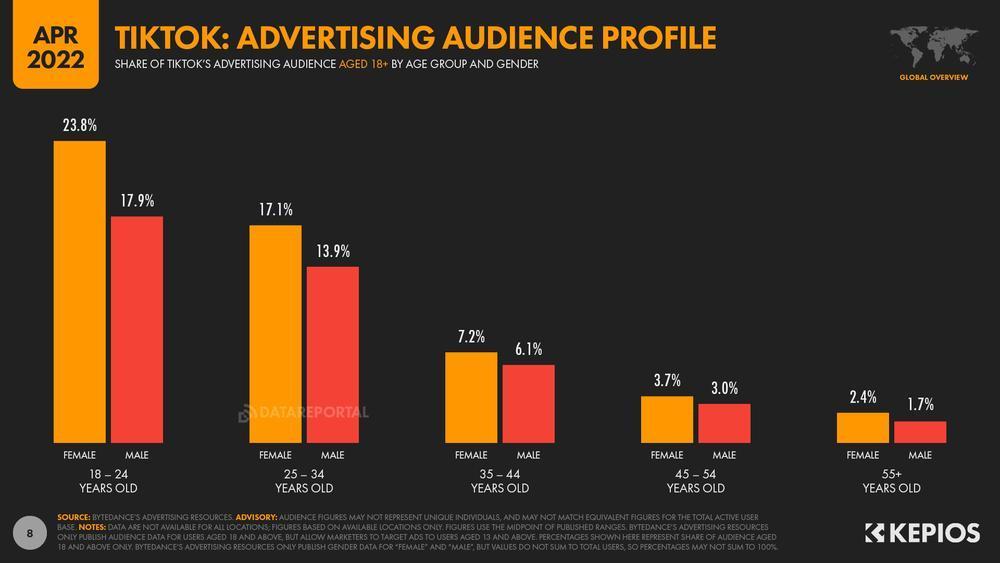 APR
2022
TIKTOK: ADVERTISING AUDIENCE PROFILE
SHARE OF TIKTOK'S ADVERTISING AUDIENCE AGED 18+ BY AGE GROUP AND GENDER
GLOBAL OVERVIEW
23.8%
17.9%
17.1%
13.9%
7.2%
6.1%
3.7%
3.0%
2.4%
1.7%
DATAREPORTAL
FEMALE MALE FEMALE MALE FEMALE MALE FEMALE MALE FEMALE MALE
18 – 24 25 – 34 35 – 44 45 – 54 55+
YEARS OLD YEARS OLD YEARS OLD YEARS OLD YEARS OLD
8
SOURCE: BYTEDANCE'S ADVERTISING RESOURCES. ADVISORY: AUDIENCE FIGURES MAY NOT REPRESENT UNIQUE INDIVIDUALS, AND MAY NOT MATCH EQUIVALENT FIGURES FOR THE TOTAL ACTIVE USER
BASE. NOTES: DATA ARE NOT AVAILABLE FOR ALL LOCATIONS; FIGURES BASED ON AVAILABLE LOCATIONS ONLY. FIGURES USE THE MIDPOINT OF PUBLISHED RANGES. BYTEDANCE'S ADVERTISING RESOURCES
ONLY PUBLISH AUDIENCE DATA FOR USERS AGED 18 AND ABOVE, BUT ALLOW MARKETERS TO TARGET ADS TO USERS AGED 13 AND ABOVE. PERCENTAGES SHOWN HERE REPRESENT SHARE OF AUDIENCE AGED
18 AND ABOVE ONLY. BYTEDANCE'S ADVERTISING RESOURCES ONLY PUBLISH GENDER DATA FOR "FEMALE" AND "MALE", BUT VALUES DO NOT SUM TO TOTAL USERS, SO PERCENTAGES MAY NOT SUM TO 100%.
KEPIOS